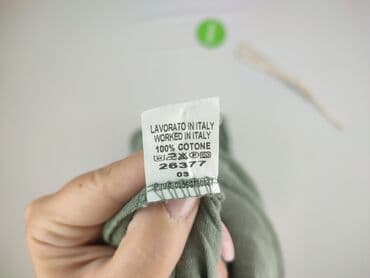 LAVORATO IN ITALY
WORKED IN ITALY
100% COTONE
26377
03